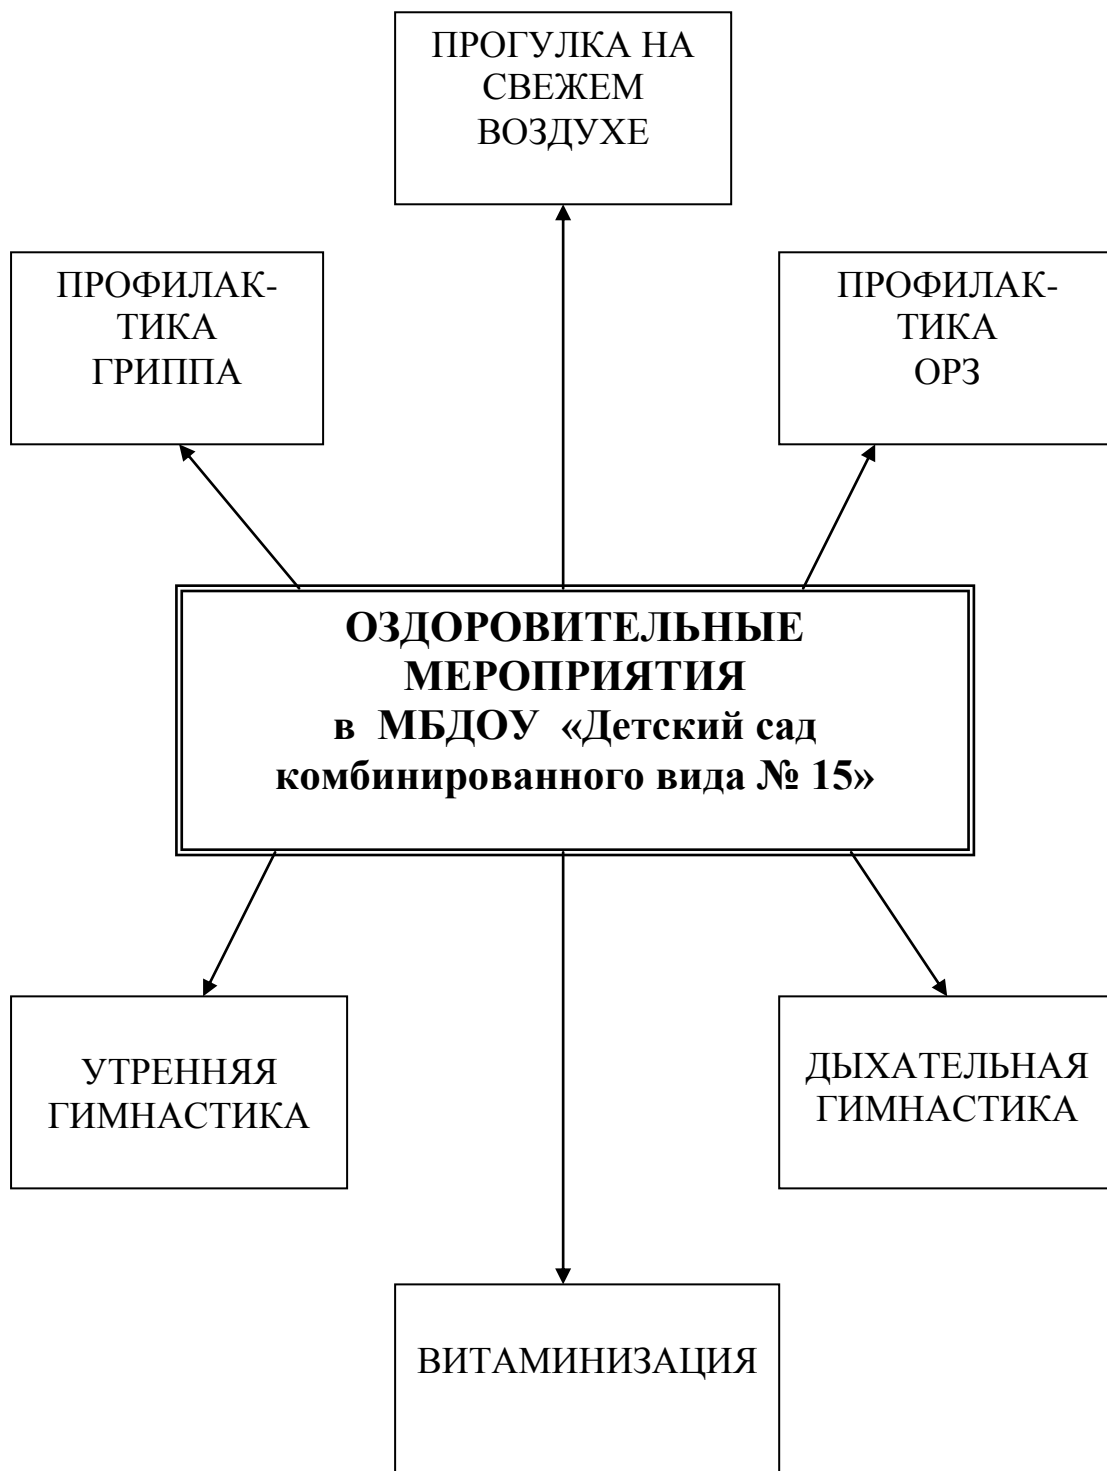 ПРОГУЛКА НА
СВЕЖЕМ
ВОЗДУХЕ
ПРОФИЛАК-
ТИКА
ГРИППА
ПРОФИЛАК-
ТИКА
ОРЗ
ОЗДОРОВИТЕЛЬНЫЕ
МЕРОПРИЯТИЯ
в МБДОУ «Детский сад
комбинированного вида № 15»
УТРЕННЯЯ
ГИМНАСТИКА
ДЫХАТЕЛЬНАЯ
ГИМНАСТИКА
ВИТАМИНИЗАЦИЯ